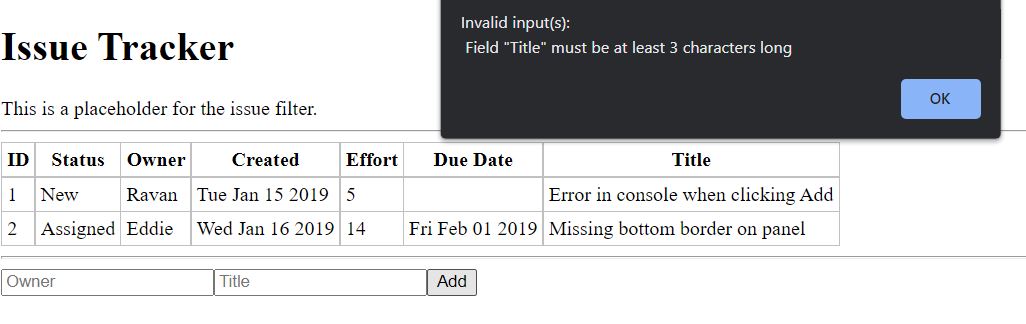 Invalid input(s):
Field "Title" must be at least 3 characters long
OK
Issue Tracker
This is a placeholder for the issue filter.
ID Status Owner Created Effort Due Date Title
1 New Ravan Tue Jan 15 2019 5 Error in console when clicking Add
2 Assigned Eddie Wed Jan 16 2019 14 Fri Feb 01 2019 Missing bottom border on panel
Owner Title Add